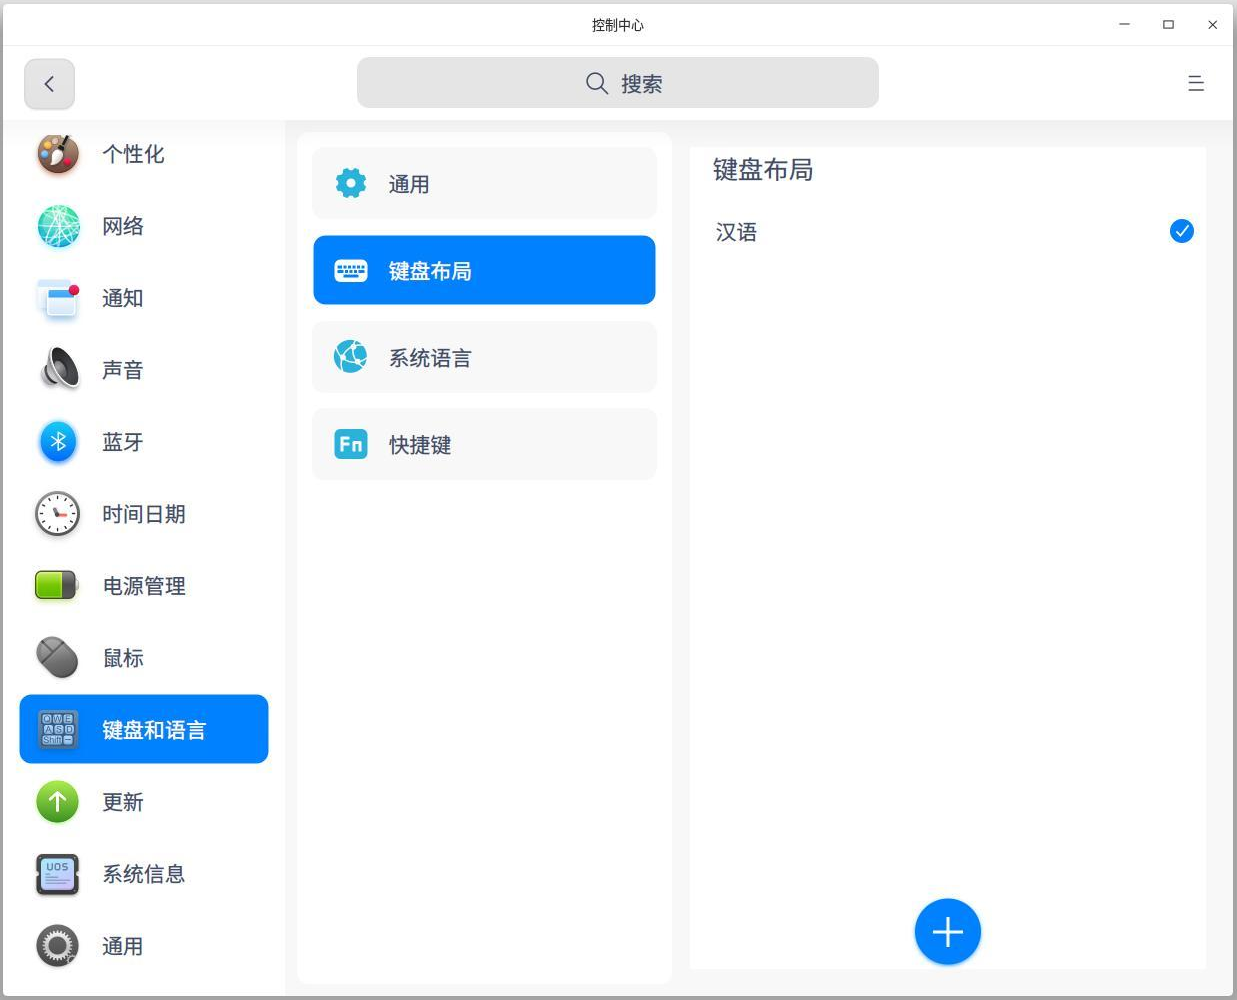 控制中心
搜索
个性化
网络
通知
声音
蓝牙
时间日期
电源管理
鼠标
键盘和语言
更新
UOS
系统信息
通用
通用
键盘布局
系统语言
Fn
快捷键
键盘布局
汉语